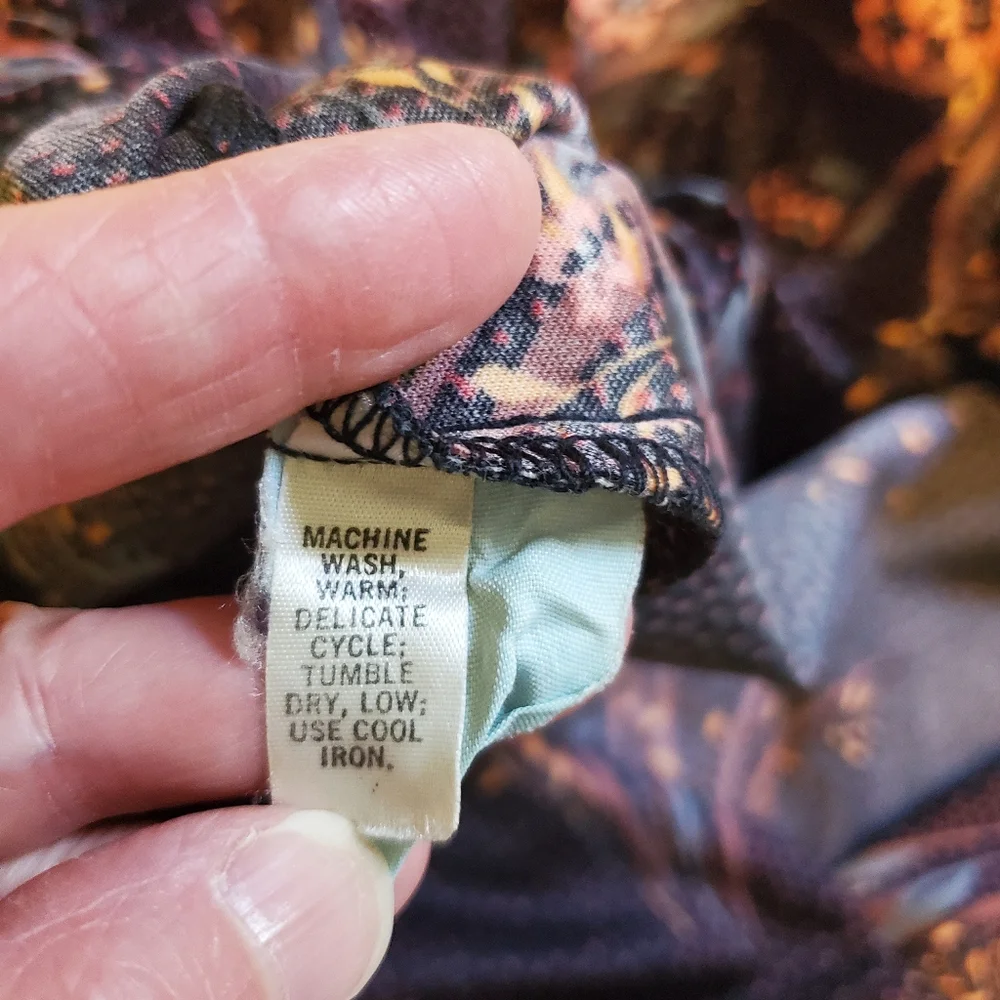 MACHINE
WASH,
WARM;
DELICATE
CYCLE;
TUMBLE
DRY, LOW;
USE COOL
IRON.